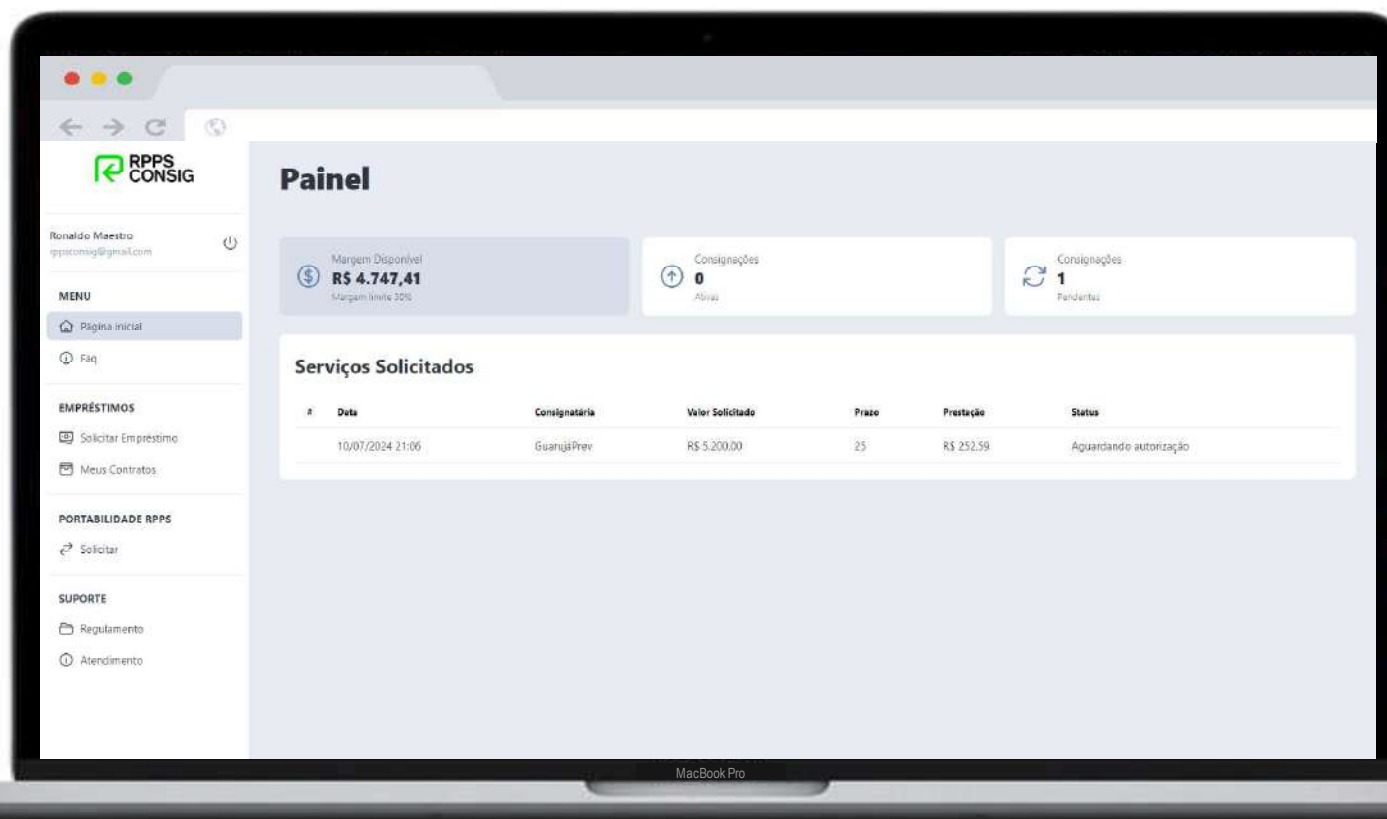 RPPS
CONSIG
Ronaldo Maestro
rppsconsig@gmail.com
MENU
Página inicial
Faq
EMPRÉSTIMOS
Solicitar Empréstimo
Meus Contratos
PORTABILIDADE RPPS
Solicitar
SUPORTE
Regulamento
Atendimento
Painel
Margem Disponível
R$ 4.747,41
Margem limite 30%
Consignações
0
Ativas
Consignações
1
Pendentes
Serviços Solicitados
# Data Consignatária Valor Solicitado Prazo Prestação Status
10/07/2024 21:06 GuarujáPrev R$ 5.200,00 25 R$ 252,59 Aguardando autorização
MacBook Pro